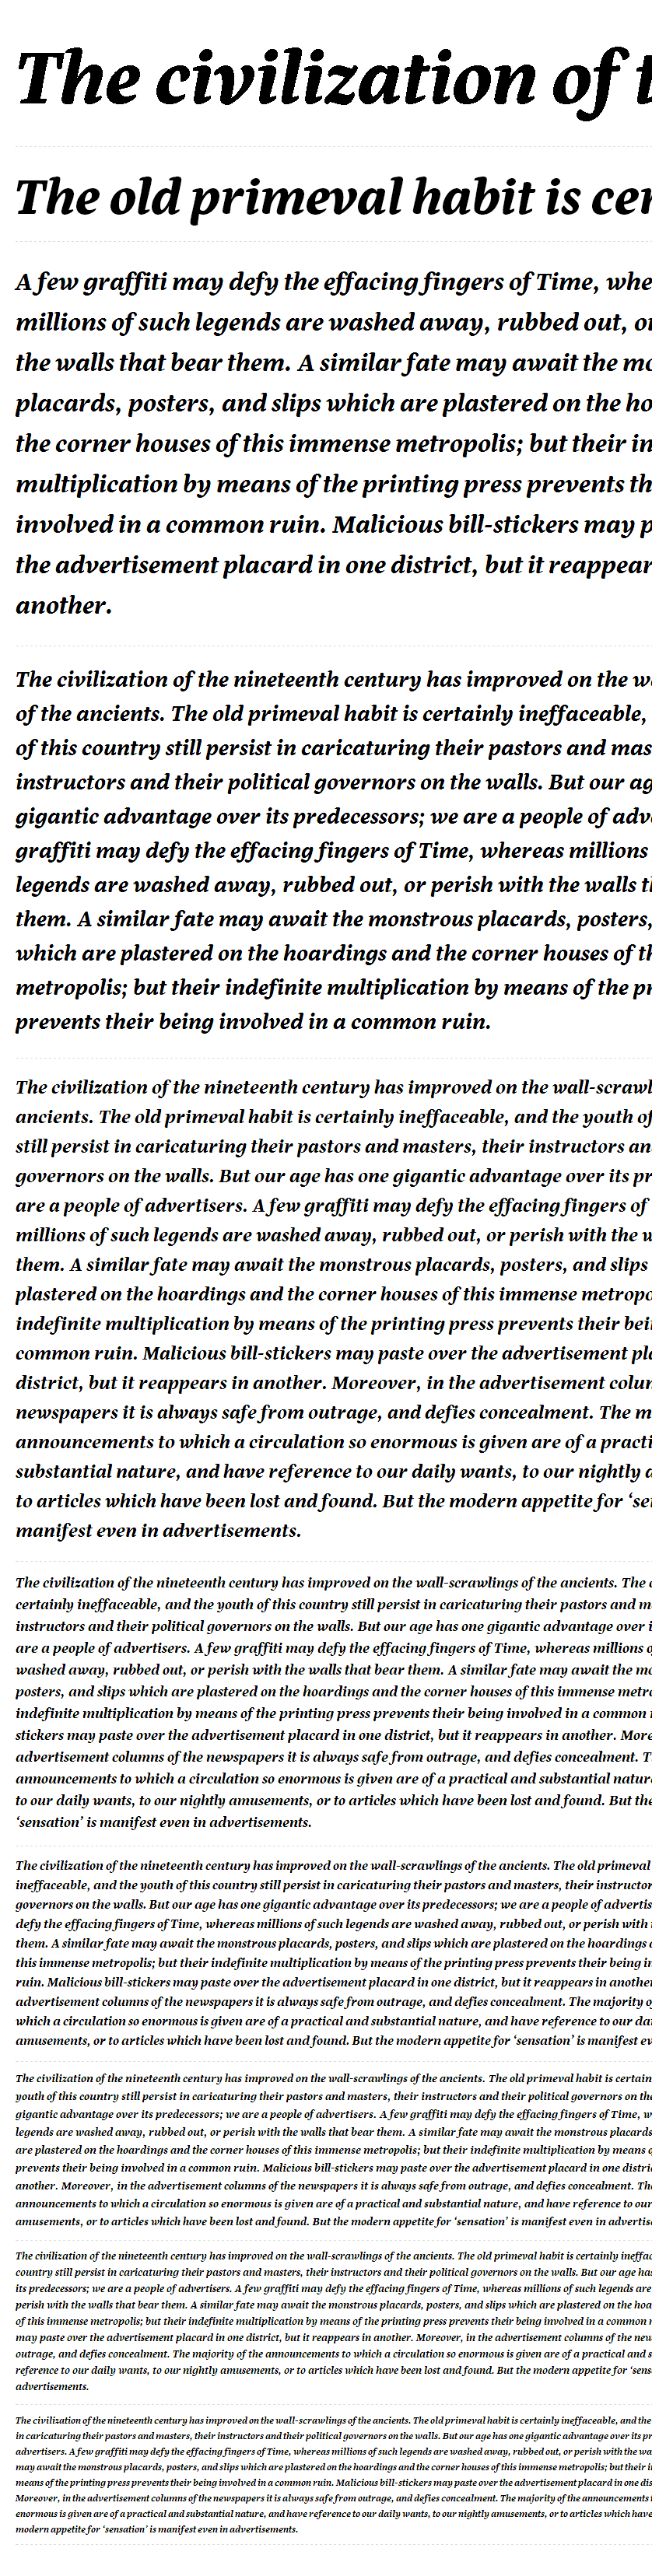 The civilization of t
The old primeval habit is cer
A few graffiti may defy the effacing fingers of Time, whe
millions of such legends are washed away, rubbed out, or
the walls that bear them. A similar fate may await the mo
placards, posters, and slips which are plastered on the ho
the corner houses of this immense metropolis; but their in
multiplication by means of the printing press prevents th
involved in a common ruin. Malicious bill-stickers may p
the advertisement placard in one district, but it reappear
another.
The civilization of the nineteenth century has improved on the w
of the ancients. The old primeval habit is certainly ineffaceable,
of this country still persist in caricaturing their pastors and mas
instructors and their political governors on the walls. But our ag
gigantic advantage over its predecessors; we are a people of adv
graffiti may defy the effacing fingers of Time, whereas millions
legends are washed away, rubbed out, or perish with the walls th
them. A similar fate may await the monstrous placards, posters,
which are plastered on the hoardings and the corner houses of th
metropolis; but their indefinite multiplication by means of the pr
prevents their being involved in a common ruin.
The civilization of the nineteenth century has improved on the wall-scrawl
ancients. The old primeval habit is certainly ineffaceable, and the youth of
still persist in caricaturing their pastors and masters, their instructors an
governors on the walls. But our age has one gigantic advantage over its pr
are a people of advertisers. A few graffiti may defy the effacing fingers of
millions of such legends are washed away, rubbed out, or perish with the w
them. A similar fate may await the monstrous placards, posters, and slips
plastered on the hoardings and the corner houses of this immense metropo
indefinite multiplication by means of the printing press prevents their bei
common ruin. Malicious bill-stickers may paste over the advertisement pla
district, but it reappears in another. Moreover, in the advertisement colum
newspapers it is always safe from outrage, and defies concealment. The m
announcements to which a circulation so enormous is given are of a practi
substantial nature, and have reference to our daily wants, to our nightly a
to articles which have been lost and found. But the modern appetite for ‘se
manifest even in advertisements.
The civilization of the nineteenth century has improved on the wall-scrawlings of the ancients. The o
certainly ineffaceable, and the youth of this country still persist in caricaturing their pastors and m
instructors and their political governors on the walls. But our age has one gigantic advantage over i
are a people of advertisers. A few graffiti may defy the effacing fingers of Time, whereas millions o
washed away, rubbed out, or perish with the walls that bear them. A similar fate may await the mo
posters, and slips which are plastered on the hoardings and the corner houses of this immense metro
indefinite multiplication by means of the printing press prevents their being involved in a common r
stickers may paste over the advertisement placard in one district, but it reappears in another. More
advertisement columns of the newspapers it is always safe from outrage, and defies concealment. T
announcements to which a circulation so enormous is given are of a practical and substantial natur
to our daily wants, to our nightly amusements, or to articles which have been lost and found. But the
‘sensation’ is manifest even in advertisements.
The civilization of the nineteenth century has improved on the wall-scrawlings of the ancients. The old primeval
ineffaceable, and the youth of this country still persist in caricaturing their pastors and masters, their instructor
governors on the walls. But our age has one gigantic advantage over its predecessors; we are a people of advertis
defy the effacing fingers of Time, whereas millions of such legends are washed away, rubbed out, or perish with t
them. A similar fate may await the monstrous placards, posters, and slips which are plastered on the hoardings a
this immense metropolis; but their indefinite multiplication by means of the printing press prevents their being in
ruin. Malicious bill-stickers may paste over the advertisement placard in one district, but it reappears in another
advertisement columns of the newspapers it is always safe from outrage, and defies concealment. The majority o
which a circulation so enormous is given are of a practical and substantial nature, and have reference to our dai
amusements, or to articles which have been lost and found. But the modern appetite for ‘sensation’ is manifest ev
The civilization of the nineteenth century has improved on the wall-scrawlings of the ancients. The old primeval habit is certain
youth of this country still persist in caricaturing their pastors and masters, their instructors and their political governors on the
gigantic advantage over its predecessors; we are a people of advertisers. A few graffiti may defy the effacing fingers of Time, w
legends are washed away, rubbed out, or perish with the walls that bear them. A similar fate may await the monstrous placards
are plastered on the hoardings and the corner houses of this immense metropolis; but their indefinite multiplication by means o
prevents their being involved in a common ruin. Malicious bill-stickers may paste over the advertisement placard in one distri
another. Moreover, in the advertisement columns of the newspapers it is always safe from outrage, and defies concealment. Th
announcements to which a circulation so enormous is given are of a practical and substantial nature, and have reference to our
amusements, or to articles which have been lost and found. But the modern appetite for ‘sensation’ is manifest even in advertis
The civilization of the nineteenth century has improved on the wall-scrawlings of the ancients. The old primeval habit is certainly ineffac
country still persist in caricaturing their pastors and masters, their instructors and their political governors on the walls. But our age has
its predecessors; we are a people of advertisers. A few graffiti may defy the effacing fingers of Time, whereas millions of such legends are
perish with the walls that bear them. A similar fate may await the monstrous placards, posters, and slips which are plastered on the hoa
of this immense metropolis; but their indefinite multiplication by means of the printing press prevents their being involved in a common r
may paste over the advertisement placard in one district, but it reappears in another. Moreover, in the advertisement columns of the new
outrage, and defies concealment. The majority of the announcements to which a circulation so enormous is given are of a practical and s
reference to our daily wants, to our nightly amusements, or to articles which have been lost and found. But the modern appetite for ‘sens
advertisements.
The civilization of the nineteenth century has improved on the wall-scrawlings of the ancients. The old primeval habit is certainly ineffaceable, and the
in caricaturing their pastors and masters, their instructors and their political governors on the walls. But our age has one gigantic advantage over its pr
advertisers. A few graffiti may defy the effacing fingers of Time, whereas millions of such legends are washed away, rubbed out, or perish with the wa
may await the monstrous placards, posters, and slips which are plastered on the hoardings and the corner houses of this immense metropolis; but their i
means of the printing press prevents their being involved in a common ruin. Malicious bill-stickers may paste over the advertisement placard in one dis
Moreover, in the advertisement columns of the newspapers it is always safe from outrage, and defies concealment. The majority of the announcements t
enormous is given are of a practical and substantial nature, and have reference to our daily wants, to our nightly amusements, or to articles which have
modern appetite for ‘sensation’ is manifest even in advertisements.